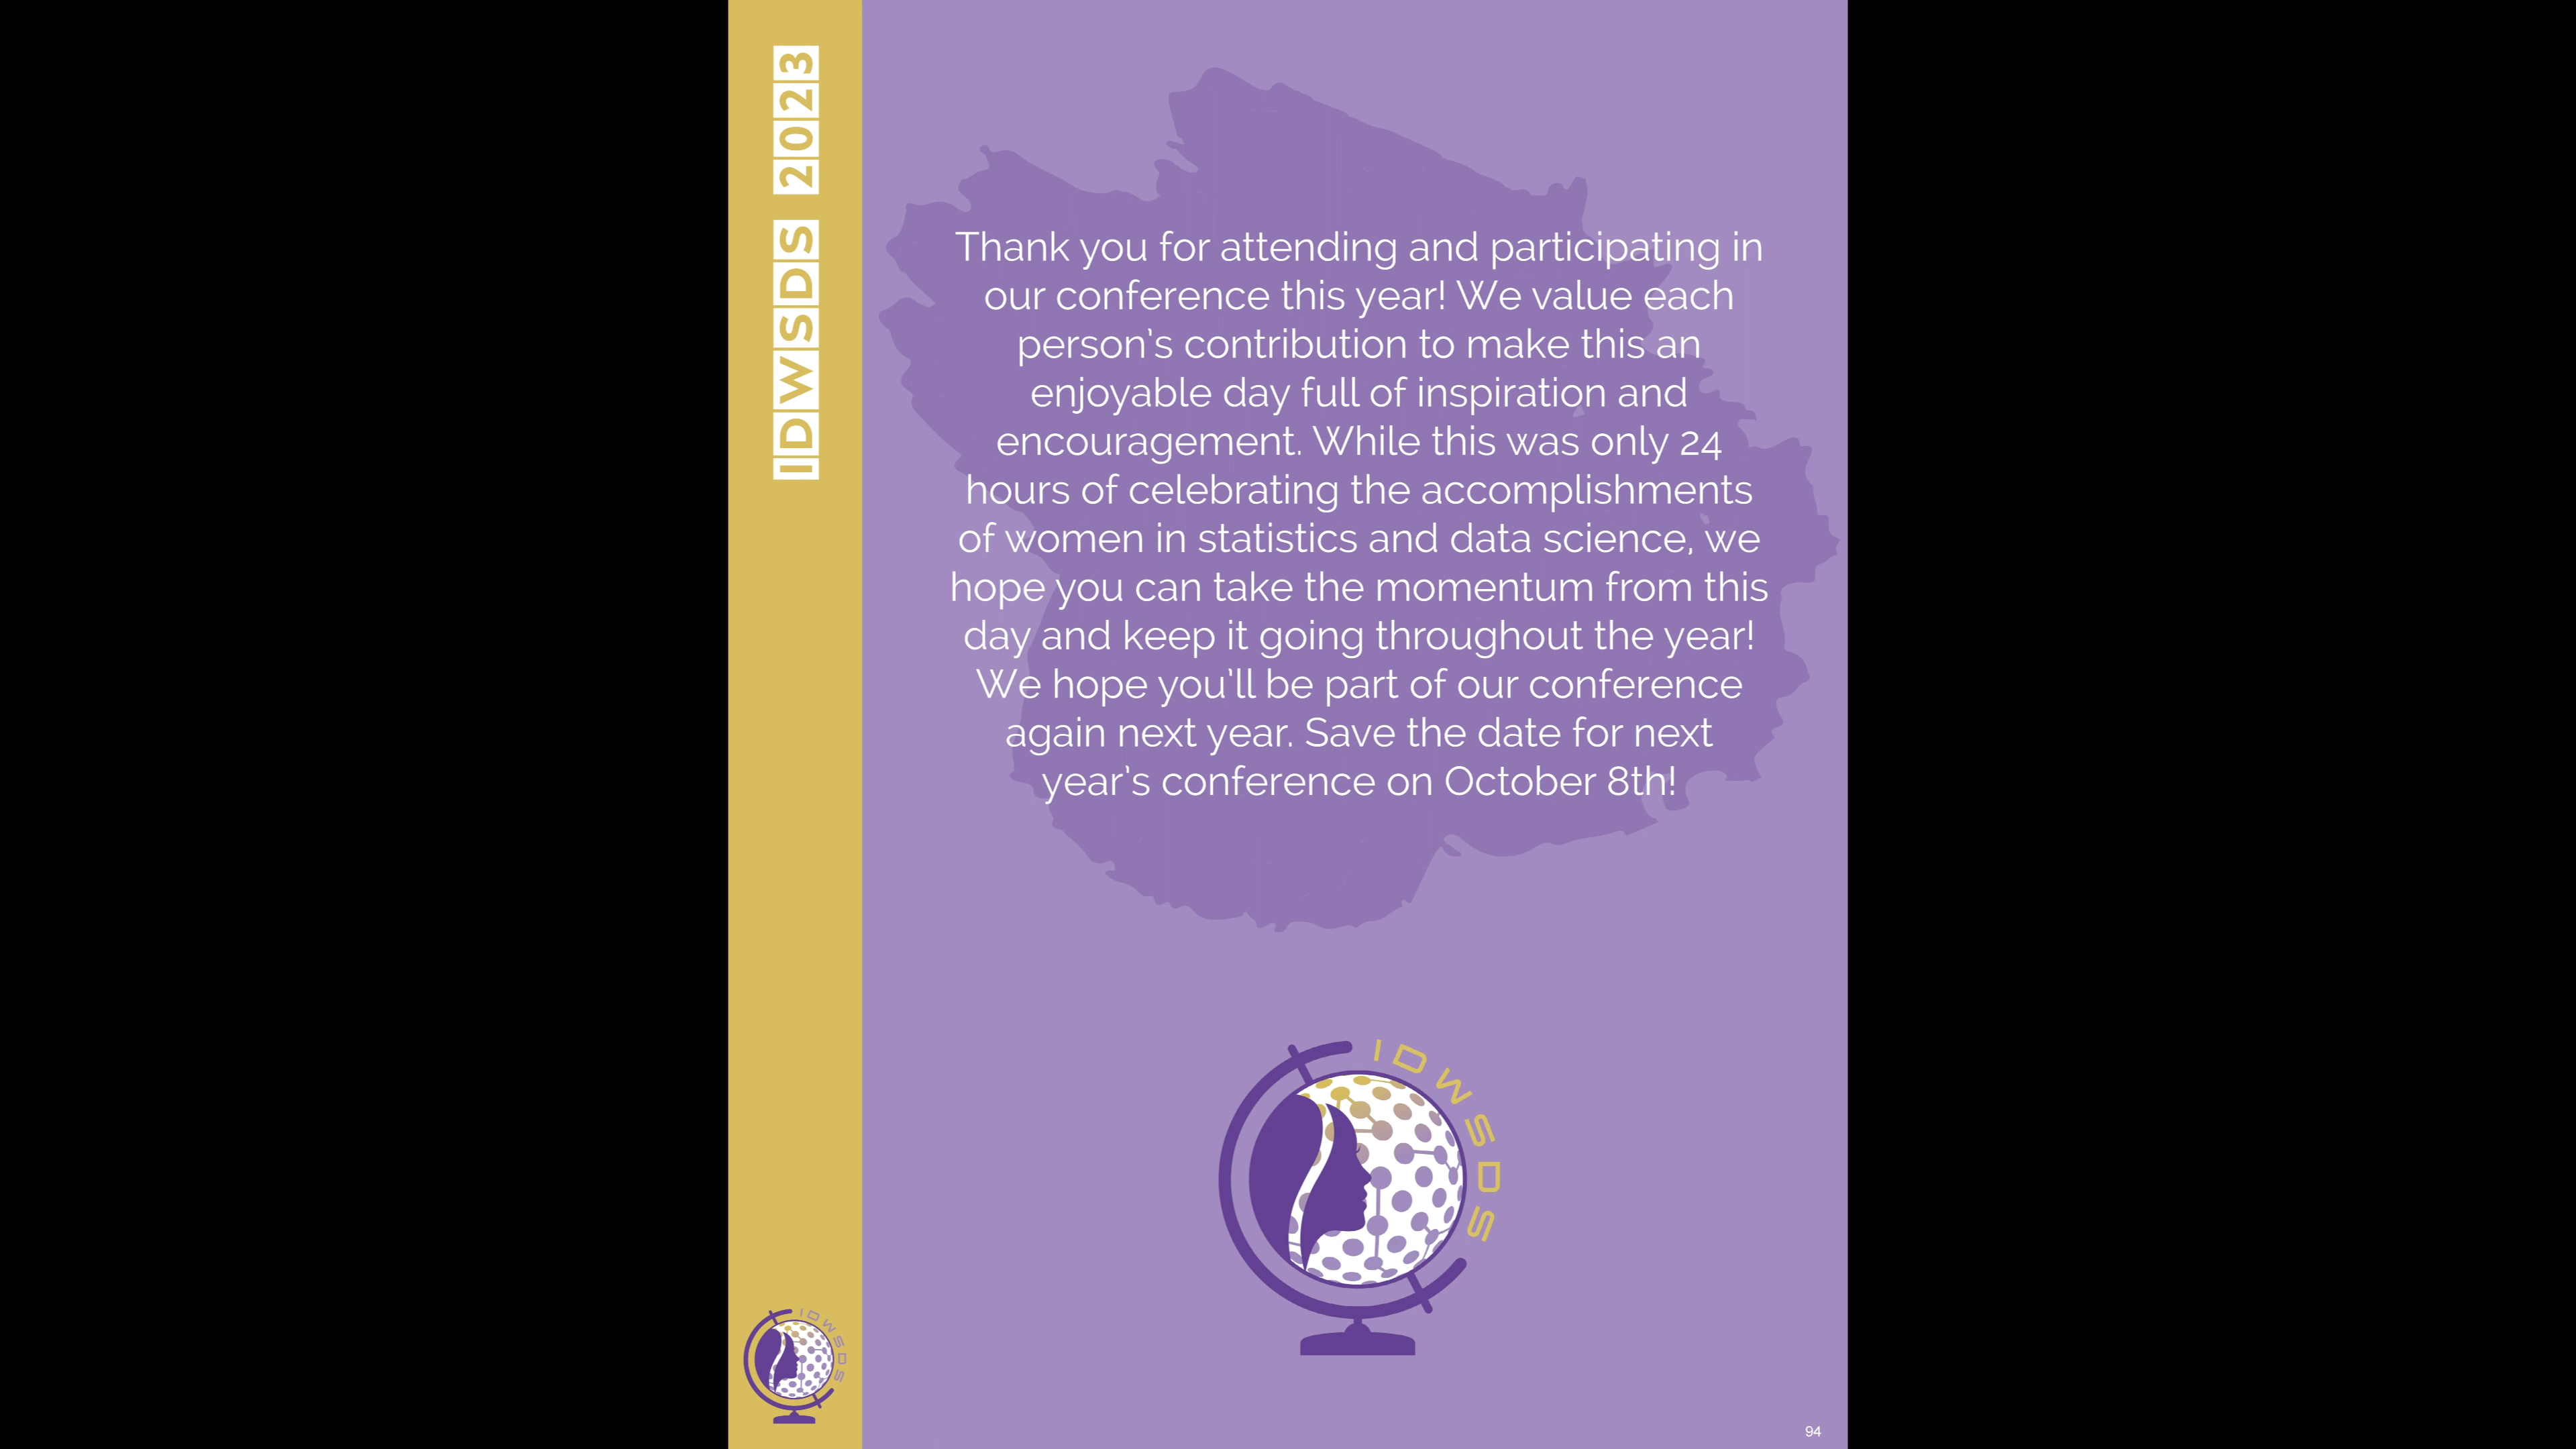 IDWSDS 2023
Thank you for attending and participating in
our conference this year! We value each
person's contribution to make this an
enjoyable day full of inspiration and
encouragement. While this was only 24
hours of celebrating the accomplishments
of women in statistics and data science, we
hope you can take the momentum from this
day and keep it going throughout the year!
We hope you'll be part of our conference
again next year. Save the date for next
year's conference on October 8th!
IDWSDS
IDWSDS
94